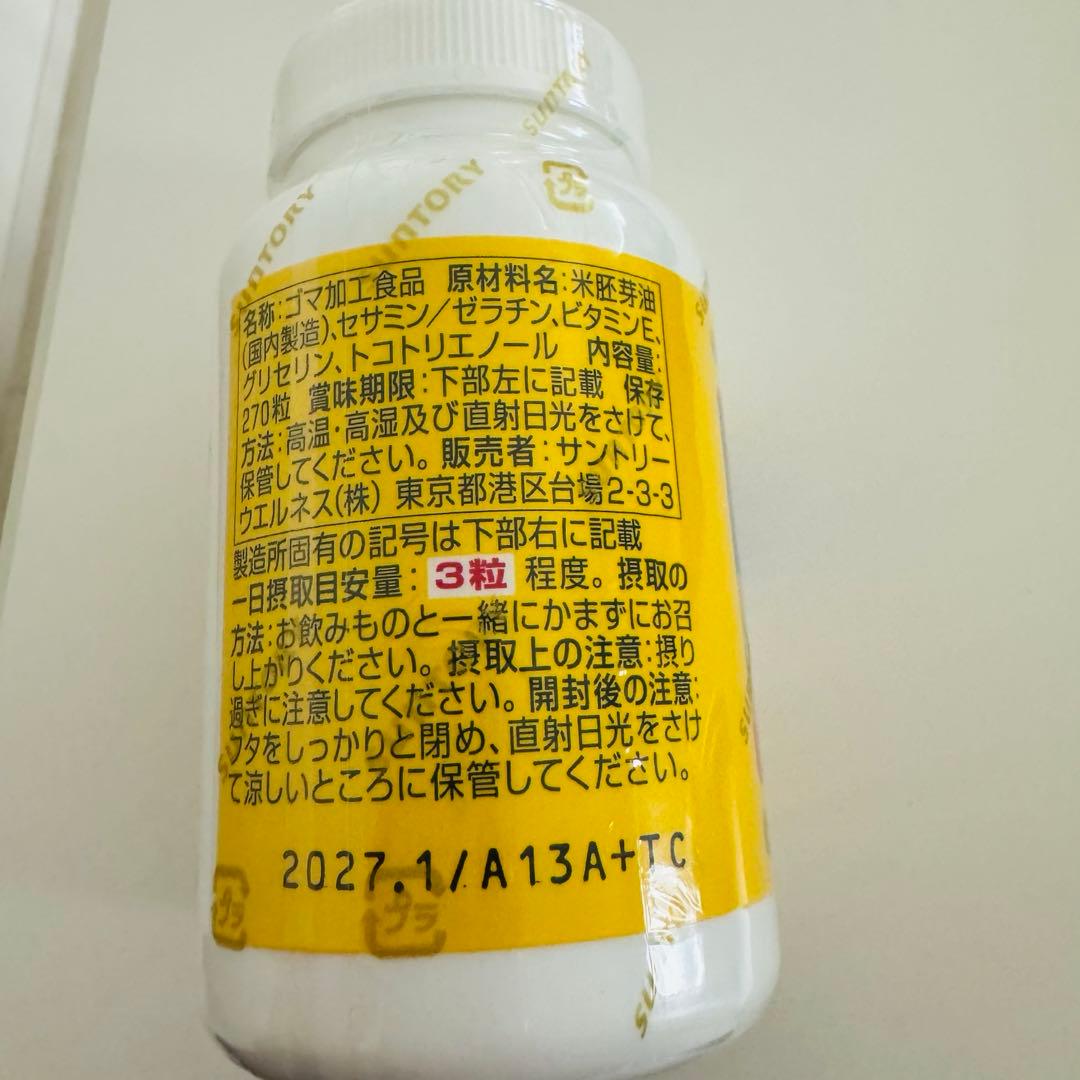 SUNTORY
SUNTORY
SUNTORY
プラ
名称:ゴマ加工食品 原材料名:米胚芽油
(国内製造)、セサミン/ゼラチン、ビタミンE、
グリセリン、トコトリエノール 内容量:
270粒 賞味期限:下部左に記載 保存
方法:高温・高湿及び直射日光をさけて、
保管してください。販売者:サントリー
ウエルネス(株) 東京都港区台場2-3-3
製造所固有の記号は下部右に記載
一日摂取目安量:3粒 程度。摂取の
方法:お飲みものと一緒にかまずにお召
し上がりください。摂取上の注意:摂り
過ぎに注意してください。開封後の注意:
フタをしっかりと閉め、直射日光をさけ
て涼しいところに保管してください。
2027.1/A13A+TC
プラ
プラ